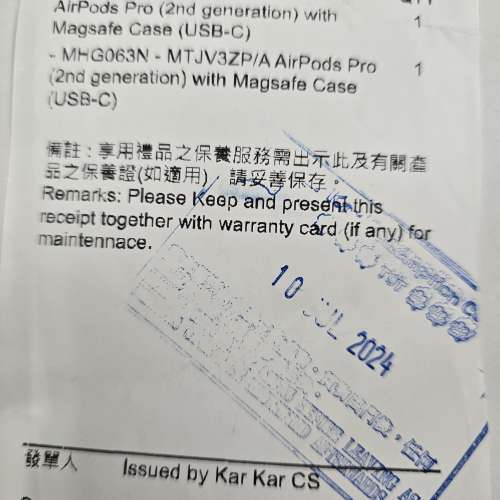 AirPods Pro (2nd generation) with
Magsafe Case (USB-C)
1
- MHG063N - MTJV3ZP/A AirPods Pro
(2nd generation) with Magsafe Case
(USB-C)
1
備註：享用禮品之保養服務需出示此及有關產
品之保養證(如適用)，請妥善保存。
Remarks: Please Keep and present this
receipt together with warranty card (if any) for
maintennace.
Redemption
TST
10 JUL 2024
LEAVING
發單人
Issued by Kar Kar CS